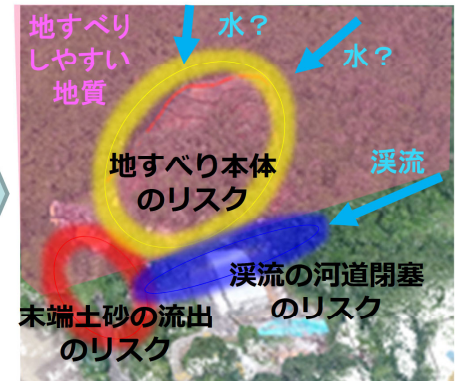 地すべり
しやすい
地質
水？
水？
渓流
地すべり本体
のリスク
渓流の河道閉塞
のリスク
末端土砂の流出
のリスク